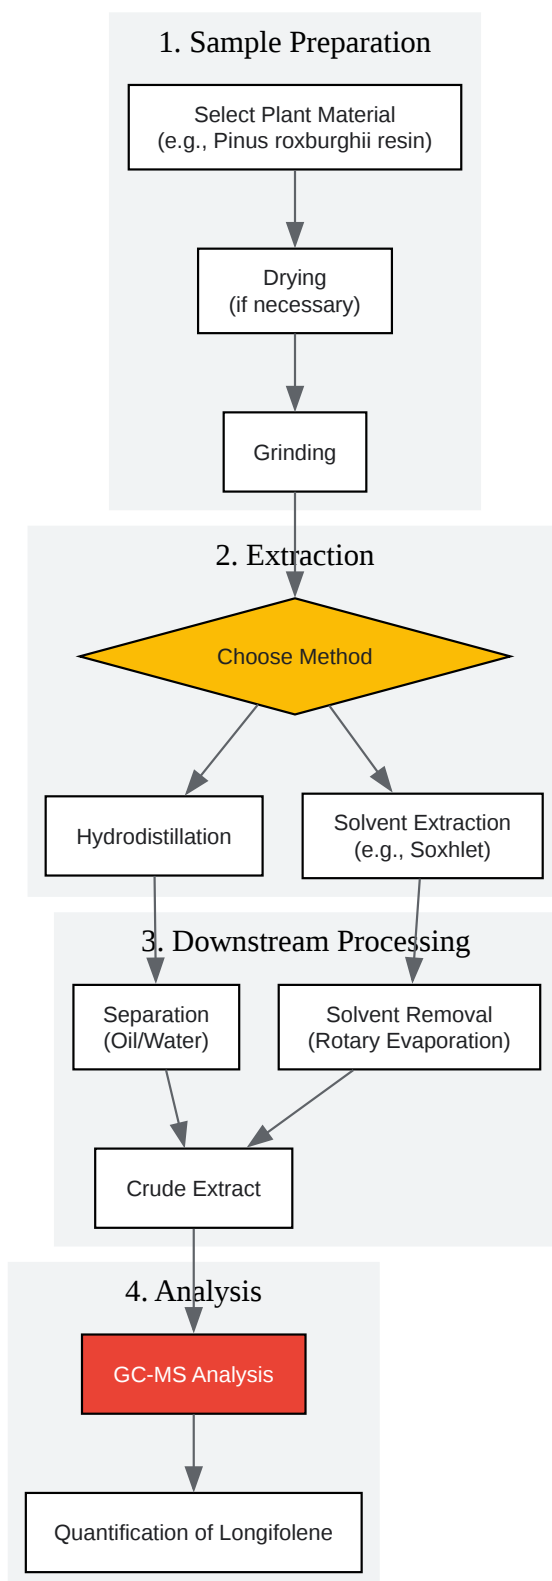 1. Sample Preparation
Select Plant Material
(e.g., Pinus roxburghii resin)
Drying
(if necessary)
Grinding
2. Extraction
Choose Method
Hydrodistillation
Solvent Extraction
(e.g., Soxhlet)
3. Downstream Processing
Separation
(Oil/Water)
Solvent Removal
(Rotary Evaporation)
Crude Extract
4. Analysis
GC-MS Analysis
Quantification of Longifolene